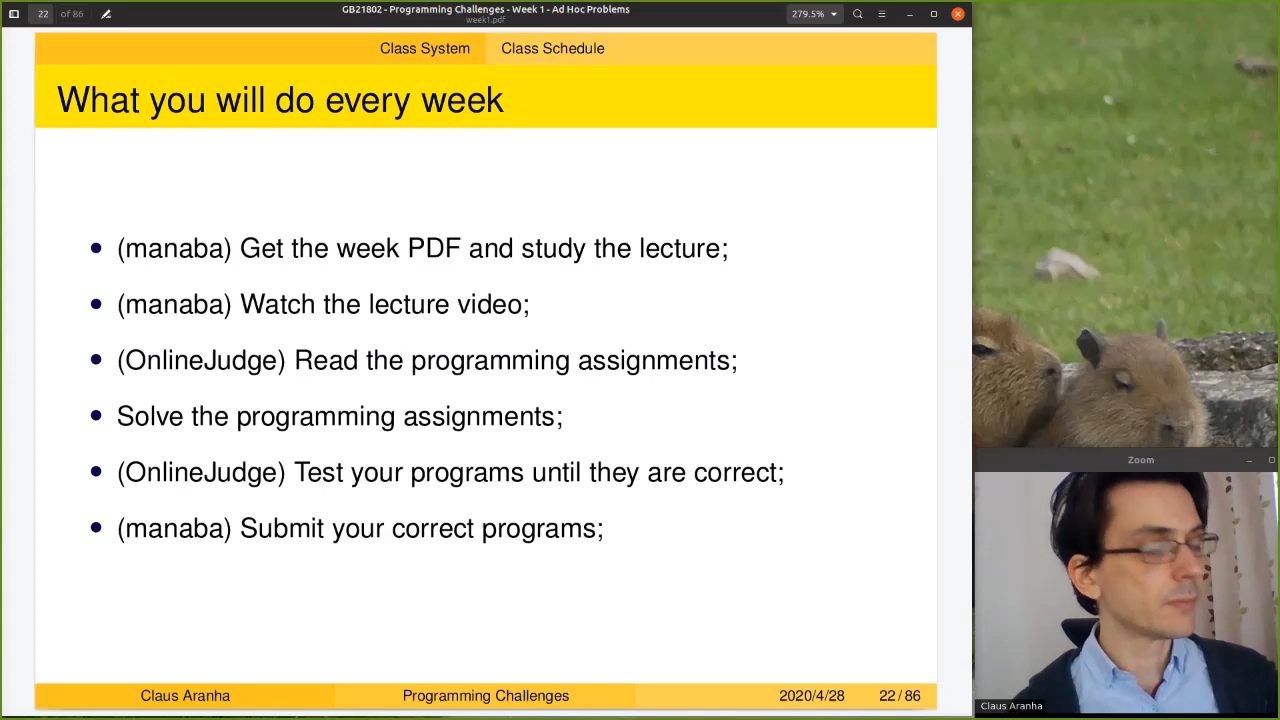 22 of 86
GB21802 - Programming Challenges - Week 1 - Ad Hoc Problems
week1.pdf
279.5%
Class System Class Schedule
What you will do every week
• (manaba) Get the week PDF and study the lecture;
• (manaba) Watch the lecture video;
• (OnlineJudge) Read the programming assignments;
• Solve the programming assignments;
• (OnlineJudge) Test your programs until they are correct;
• (manaba) Submit your correct programs;
Claus Aranha Programming Challenges 2020/4/28 22 / 86
Zoom
Claus Aranha